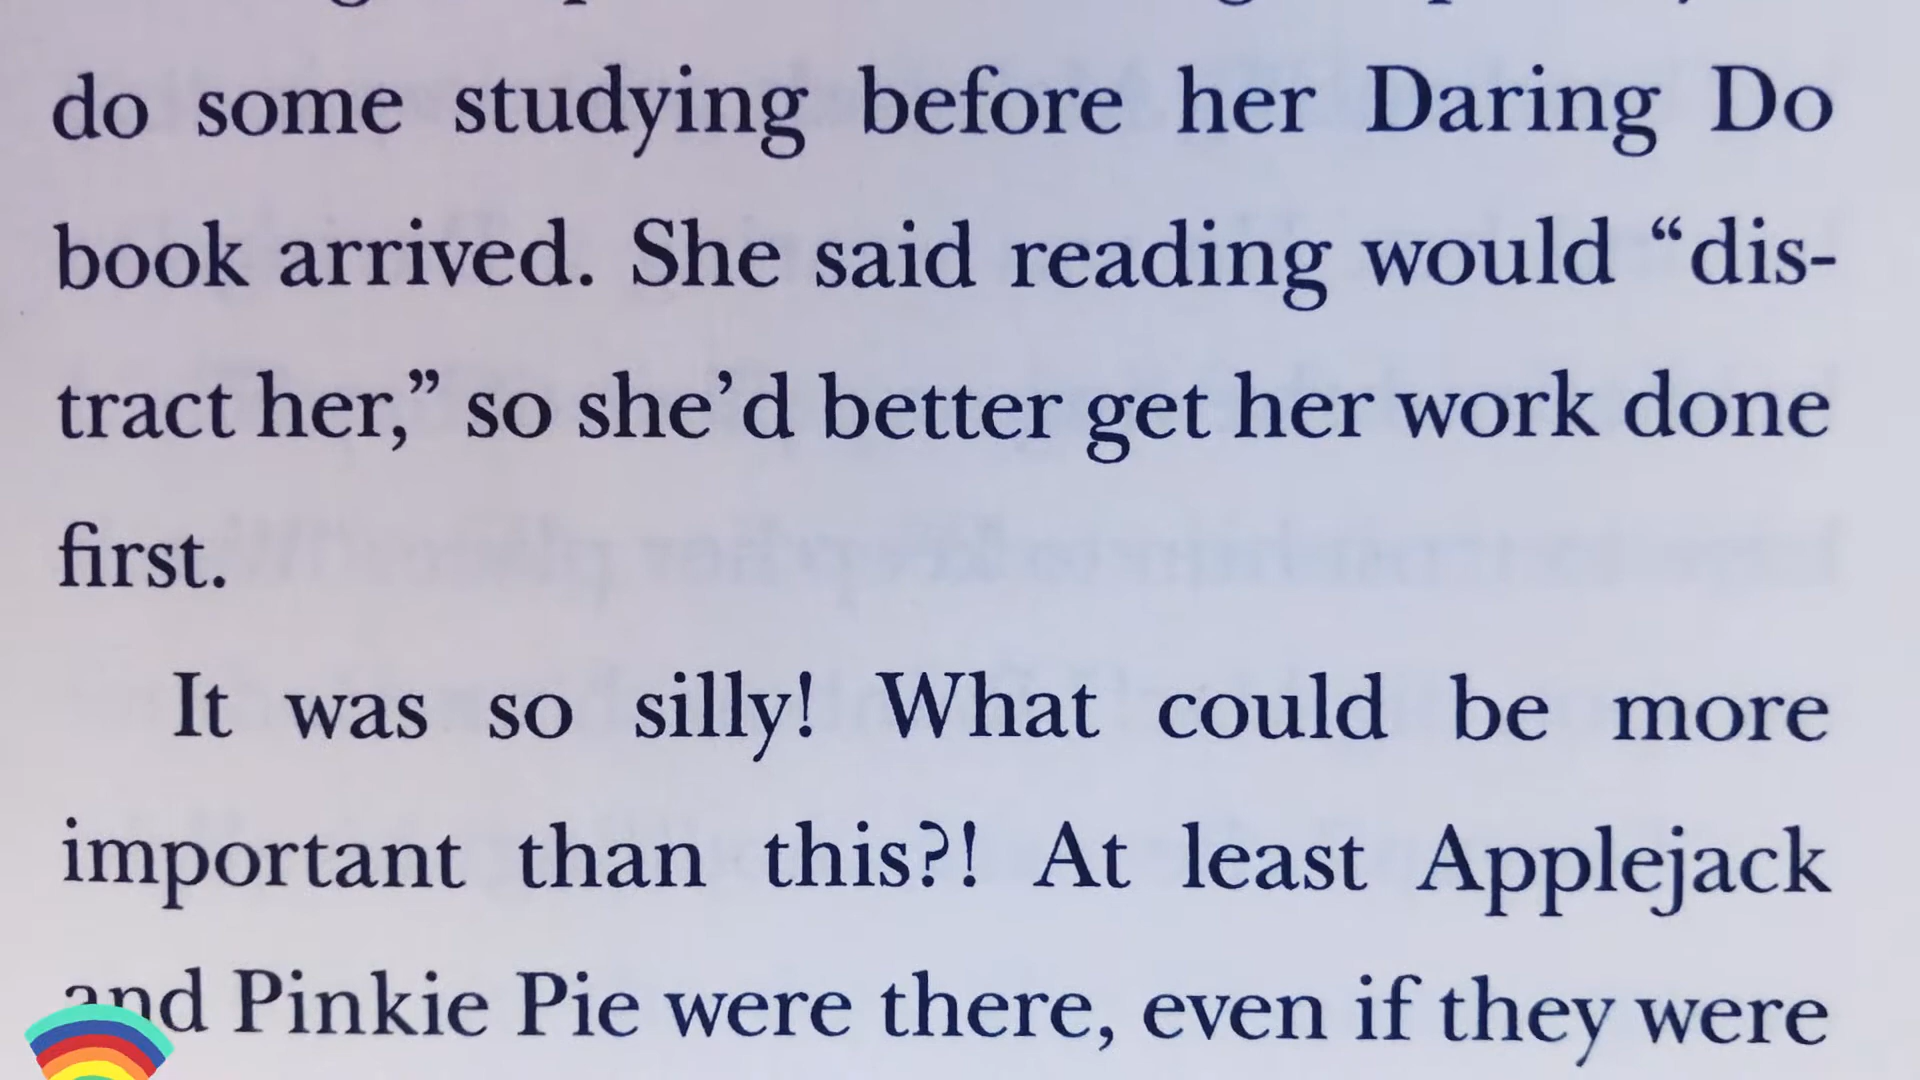 do some studying before her Daring Do
book arrived. She said reading would “dis-
tract her,” so she’d better get her work done
first.
It was so silly! What could be more
important than this?! At least Applejack
and Pinkie Pie were there, even if they were